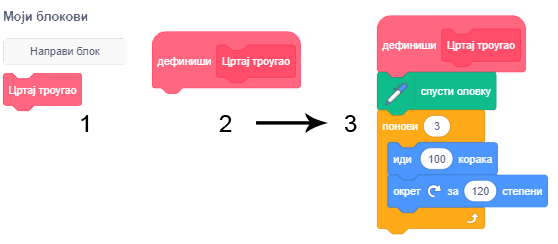 Моји блокови
Направи блок
Цртај троугао
1
дефиниши Цртај троугао
2
3
дефиниши Цртај троугао
спусти оловку
понови 3
иди 100 корака
окрет за 120 степени